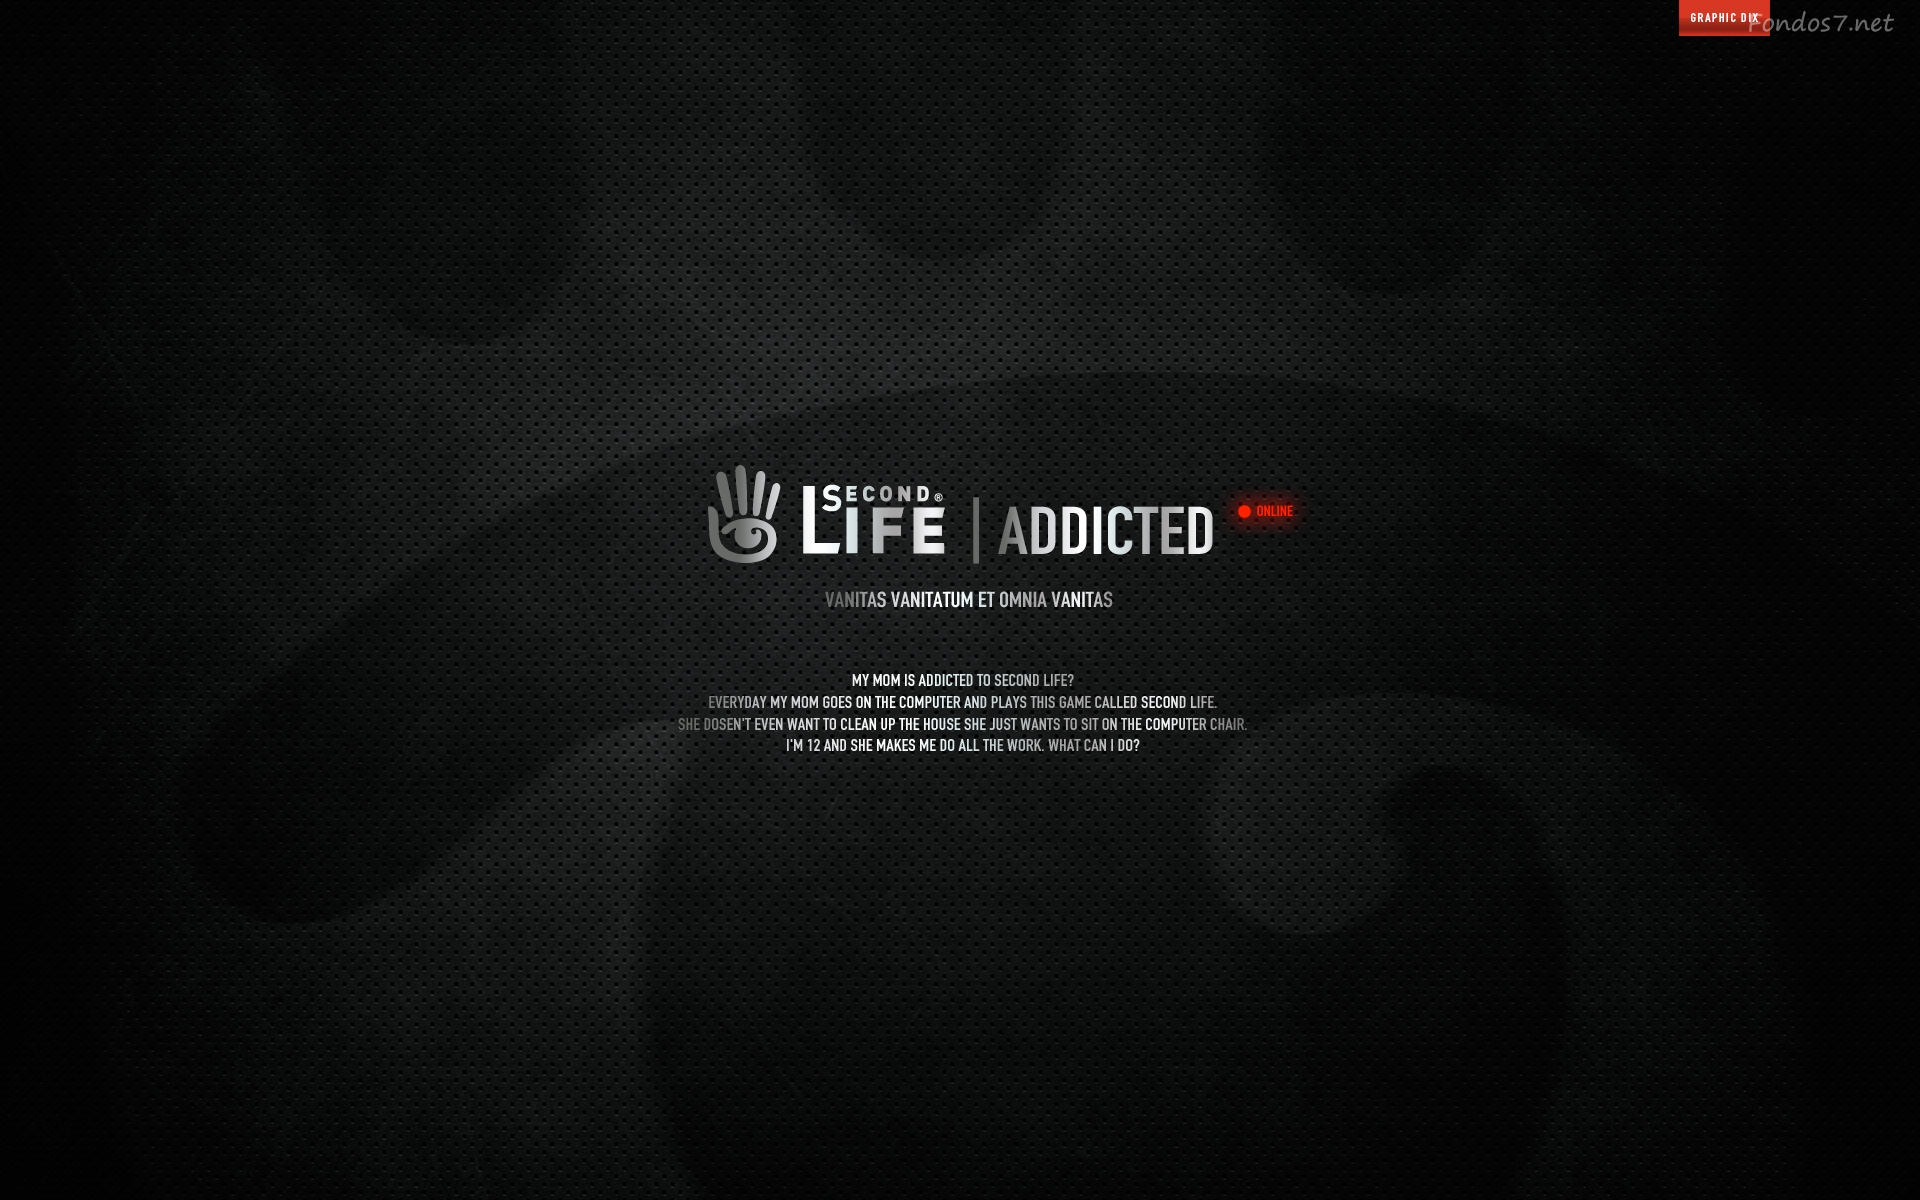 GRAPHIC DIX
Fondos7.net
SECOND LIFE® | ADDICTED ONLINE
VANITAS VANITATUM ET OMNIA VANITAS
MY MOM IS ADDICTED TO SECOND LIFE?
EVERYDAY MY MOM GOES ON THE COMPUTER AND PLAYS THIS GAME CALLED SECOND LIFE.
SHE DOSEN'T EVEN WANT TO CLEAN UP THE HOUSE SHE JUST WANTS TO SIT ON THE COMPUTER CHAIR.
I'M 12 AND SHE MAKES ME DO ALL THE WORK. WHAT CAN I DO?